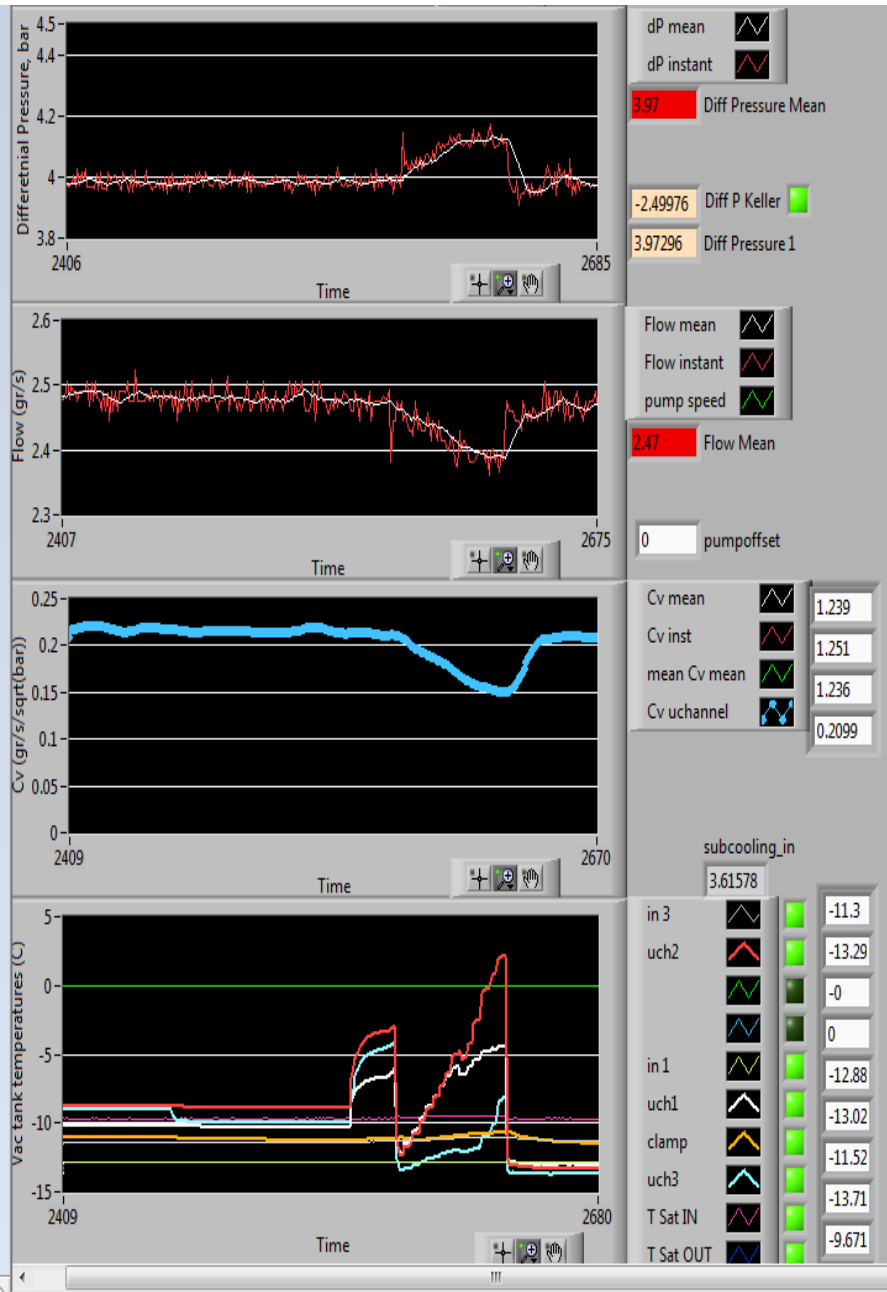 4.5
4.4
4.2
4
3.8
Differetnial Pressure, bar
2406
2685
Time
dP mean
dP instant
3.97 Diff Pressure Mean
-2.49976 Diff P Keller
3.97296 Diff Pressure 1
2.6
2.5
2.4
2.3
Flow (gr/s)
2407
2675
Time
Flow mean
Flow instant
pump speed
2.47 Flow Mean
0 pumpoffset
0.25
0.2
0.15
0.1
0.05
0
Cv (gr/s/sqrt(bar))
2409
2670
Time
Cv mean 1.239
Cv inst 1.251
mean Cv mean 1.236
Cv uchannel 0.2099
subcooling_in
3.61578
5
0
-5
-10
-15
Vac tank temperatures (C)
2409
2680
Time
in 3 -11.3
uch2 -13.29
-0
0
in 1 -12.88
uch1 -13.02
clamp -11.52
uch3 -13.71
T Sat IN -9.671
T Sat OUT